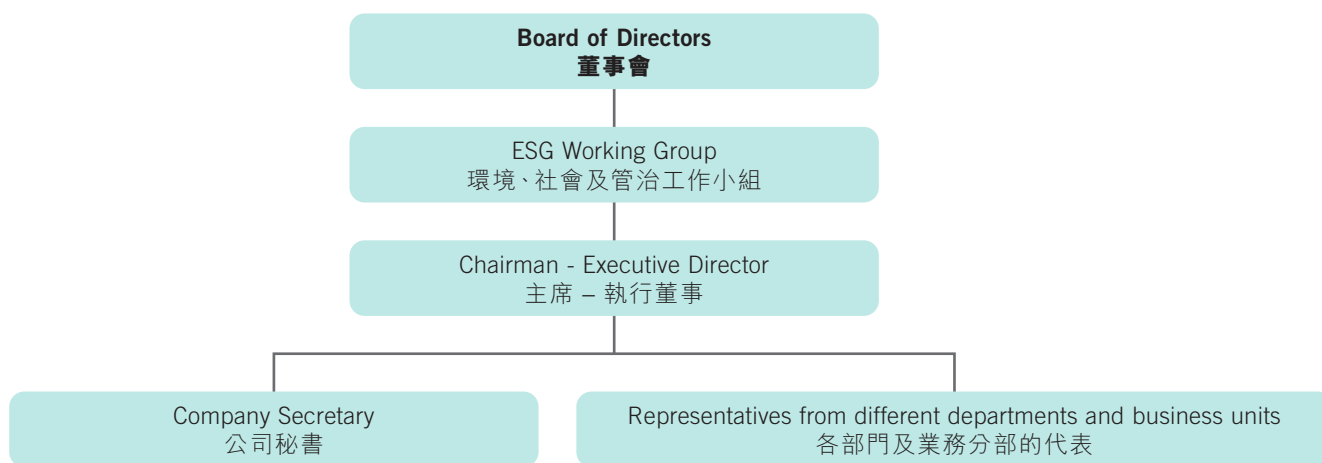 Board of Directors
董事會
ESG Working Group
環境、社會及管治工作小組
Chairman - Executive Director
主席 – 執行董事
Company Secretary
公司秘書
Representatives from different departments and business units
各部門及業務分部的代表